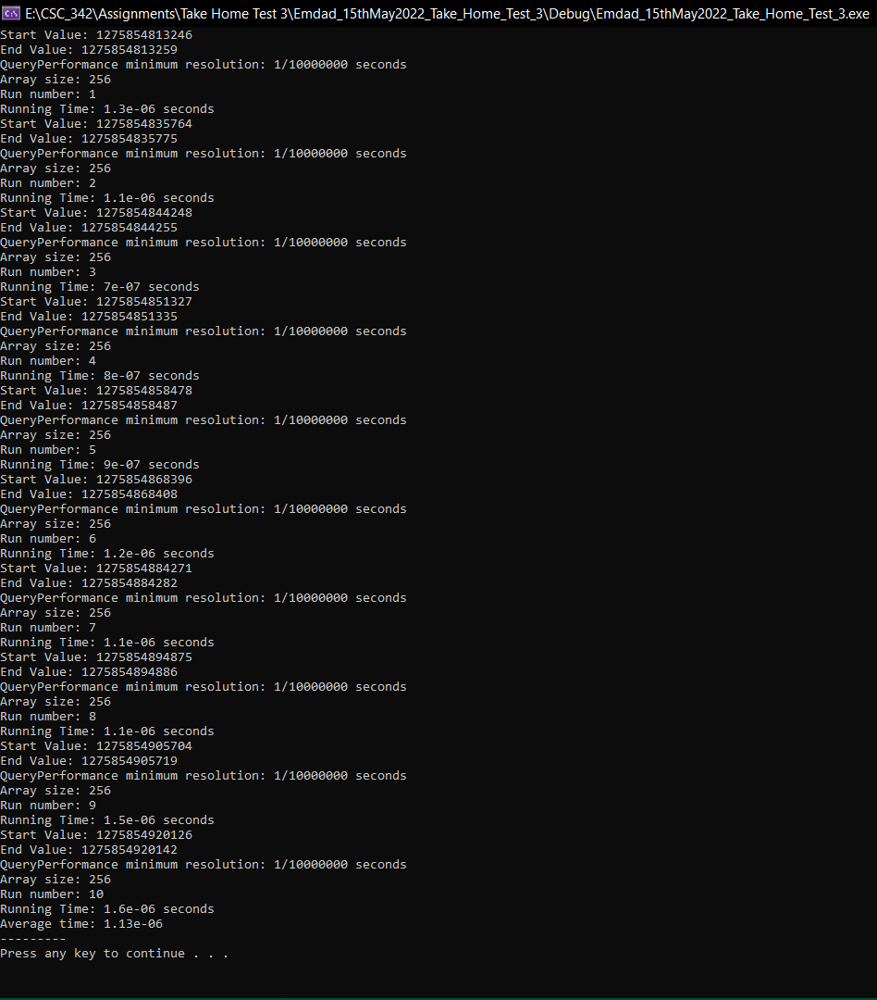 E:\CSC_342\Assignments\Take Home Test 3\Emdad_15thMay2022_Take_Home_Test_3\Debug\Emdad_15thMay2022_Take_Home_Test_3.exe
Start Value: 1275854813246
End Value: 1275854813259
QueryPerformance minimum resolution: 1/10000000 seconds
Array size: 256
Run number: 1
Running Time: 1.3e-06 seconds
Start Value: 1275854835764
End Value: 1275854835775
QueryPerformance minimum resolution: 1/10000000 seconds
Array size: 256
Run number: 2
Running Time: 1.1e-06 seconds
Start Value: 1275854844248
End Value: 1275854844255
QueryPerformance minimum resolution: 1/10000000 seconds
Array size: 256
Run number: 3
Running Time: 7e-07 seconds
Start Value: 1275854851327
End Value: 1275854851335
QueryPerformance minimum resolution: 1/10000000 seconds
Array size: 256
Run number: 4
Running Time: 8e-07 seconds
Start Value: 1275854858478
End Value: 1275854858487
QueryPerformance minimum resolution: 1/10000000 seconds
Array size: 256
Run number: 5
Running Time: 9e-07 seconds
Start Value: 1275854868396
End Value: 1275854868408
QueryPerformance minimum resolution: 1/10000000 seconds
Array size: 256
Run number: 6
Running Time: 1.2e-06 seconds
Start Value: 1275854884271
End Value: 1275854884282
QueryPerformance minimum resolution: 1/10000000 seconds
Array size: 256
Run number: 7
Running Time: 1.1e-06 seconds
Start Value: 1275854894875
End Value: 1275854894886
QueryPerformance minimum resolution: 1/10000000 seconds
Array size: 256
Run number: 8
Running Time: 1.1e-06 seconds
Start Value: 1275854905704
End Value: 1275854905719
QueryPerformance minimum resolution: 1/10000000 seconds
Array size: 256
Run number: 9
Running Time: 1.5e-06 seconds
Start Value: 1275854920126
End Value: 1275854920142
QueryPerformance minimum resolution: 1/10000000 seconds
Array size: 256
Run number: 10
Running Time: 1.6e-06 seconds
Average time: 1.13e-06
---------
Press any key to continue . . .